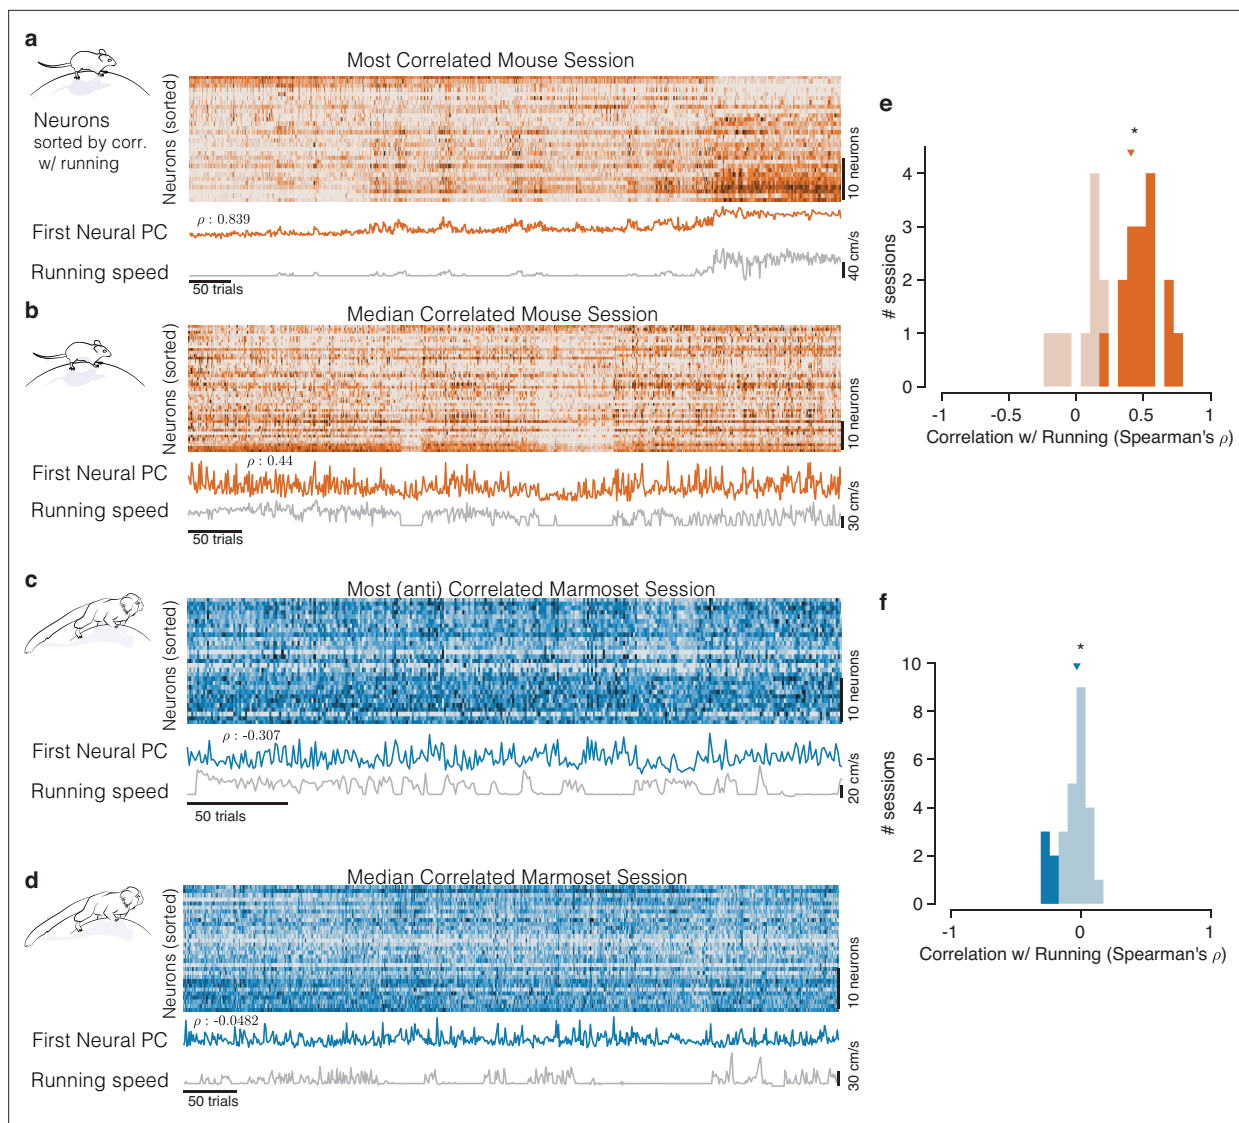 a
Most Correlated Mouse Session
Neurons
sorted by corr.
w/ running
Neurons (sorted)
10 neurons
ρ : 0.839
First Neural PC
Running speed
40 cm/s
50 trials
b
Median Correlated Mouse Session
Neurons (sorted)
10 neurons
ρ : 0.44
First Neural PC
Running speed
30 cm/s
50 trials
c
Most (anti) Correlated Marmoset Session
Neurons (sorted)
10 neurons
ρ : -0.307
First Neural PC
Running speed
20 cm/s
50 trials
d
Median Correlated Marmoset Session
Neurons (sorted)
10 neurons
ρ : -0.0482
First Neural PC
Running speed
30 cm/s
50 trials
e
*
# sessions
4
3
2
1
0
-1 -0.5 0 0.5 1
Correlation w/ Running (Spearman's ρ)
f
*
# sessions
10
8
6
4
2
0
-1 0 1
Correlation w/ Running (Spearman's ρ)